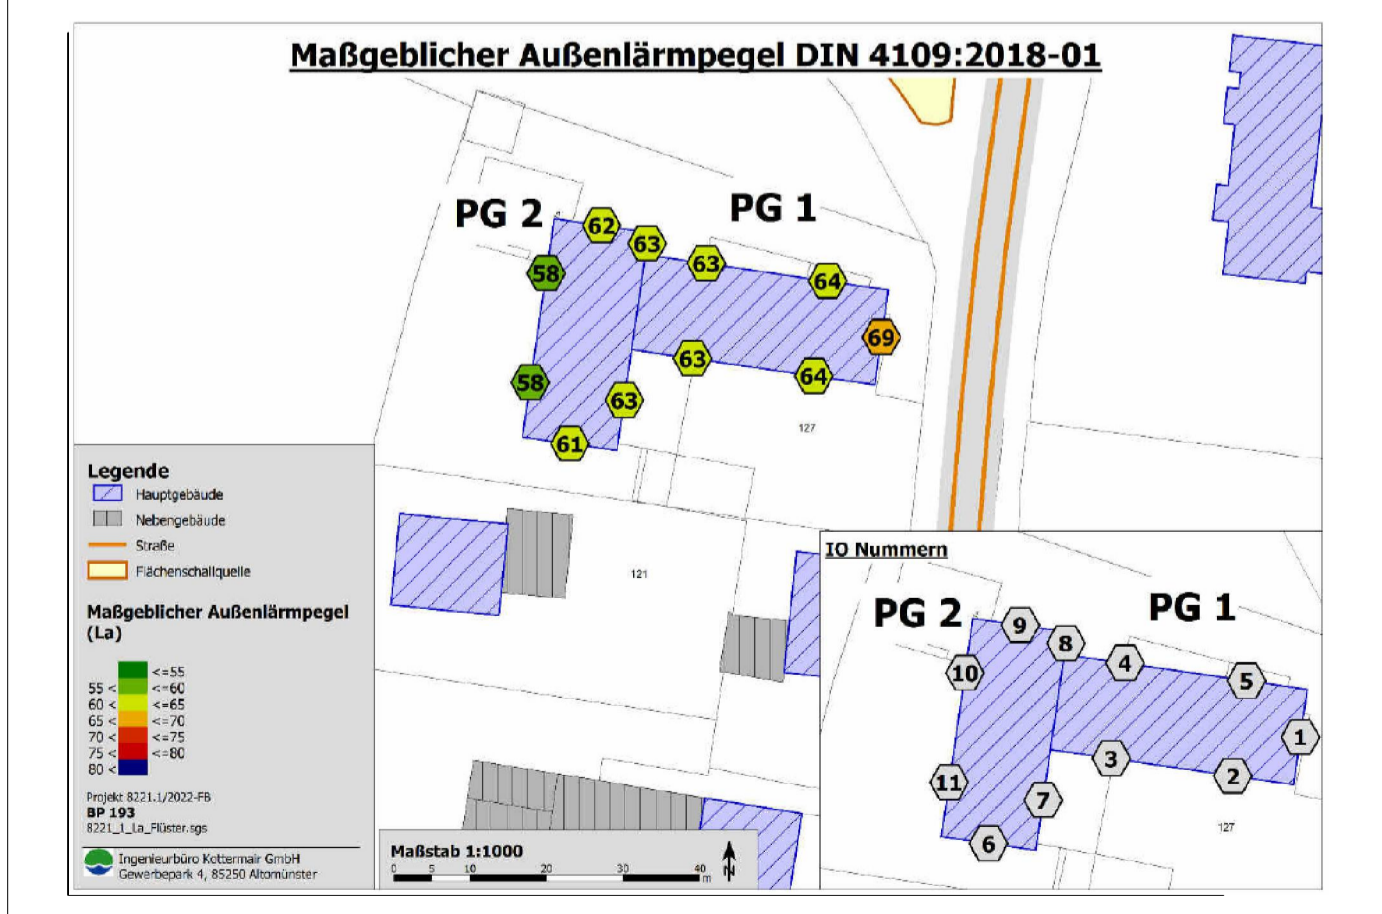 Maßgeblicher Außenlärmpegel DIN 4109:2018-01
PG 2
PG 1
62
63
63
64
58
69
63
64
58
63
61
127
121
Legende
Hauptgebäude
Nebengebäude
Straße
Flächenschallquelle
Maßgeblicher Außenlärmpegel
(La)
<=55
55 < <=60
60 < <=65
65 < <=70
70 < <=75
75 < <=80
80 <
Projekt 8221.1/2022-FB
BP 193
8221_1_La_Flüster.sgs
Ingenieurbüro Kottermair GmbH
Gewerbepark 4, 85250 Altomünster
Maßstab 1:1000
0 5 10 20 30 40
m
N
IO Nummern
PG 2
PG 1
9
8
4
5
10
1
3
2
11
7
6
127